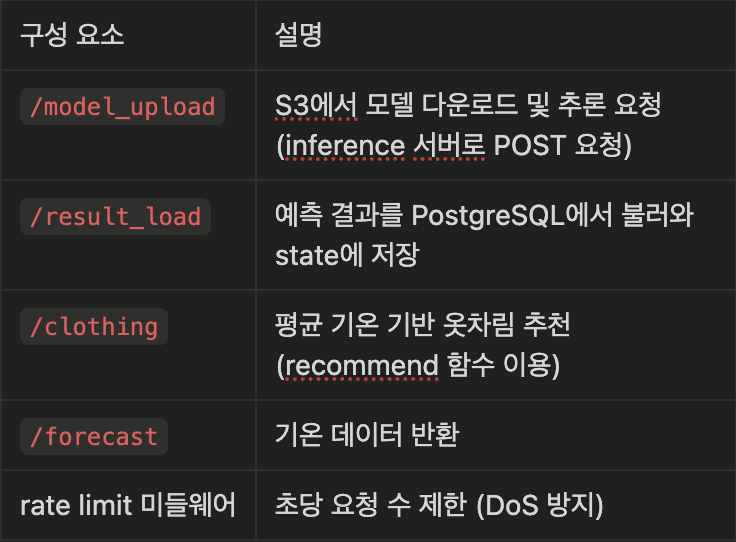 구성 요소 설명
/model_upload S3에서 모델 다운로드 및 추론 요청
(inference 서버로 POST 요청)
/result_load 예측 결과를 PostgreSQL에서 불러와
state에 저장
/clothing 평균 기온 기반 옷차림 추천
(recommend 함수 이용)
/forecast 기온 데이터 반환
rate limit 미들웨어 초당 요청 수 제한 (DoS 방지)